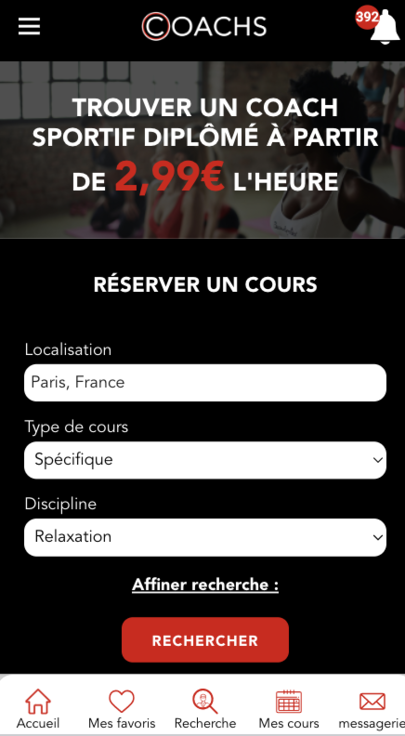 COACHS
392
TROUVER UN COACH
SPORTIF DIPLÔMÉ À PARTIR
DE 2,99€ L'HEURE
RÉSERVER UN COURS
Localisation
Paris, France
Type de cours
Spécifique
Discipline
Relaxation
Affiner recherche :
RECHERCHER
Accueil
Mes favoris
Recherche
Mes cours
messagerie